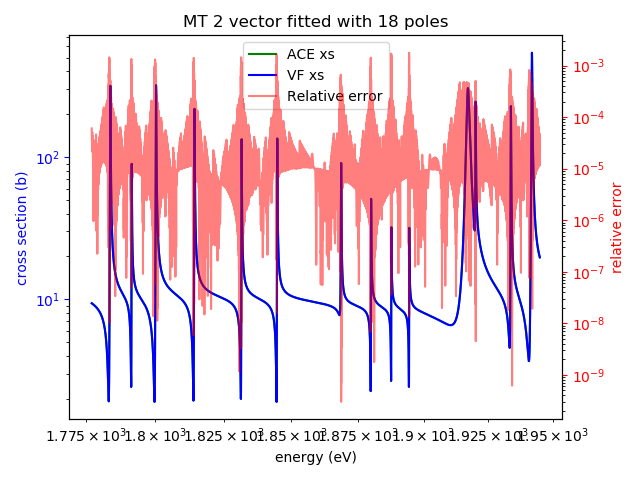 MT 2 vector fitted with 18 poles
ACE xs
VF xs
Relative error
cross section (b)
10²
10¹
relative error
10⁻³
10⁻⁴
10⁻⁵
10⁻⁶
10⁻⁷
10⁻⁸
10⁻⁹
1.775 × 10³ 1.8 × 10³ 1.825 × 10³ 1.85 × 10³ 1.875 × 10³ 1.9 × 10³ 1.925 × 10³ 1.95 × 10³
energy (eV)